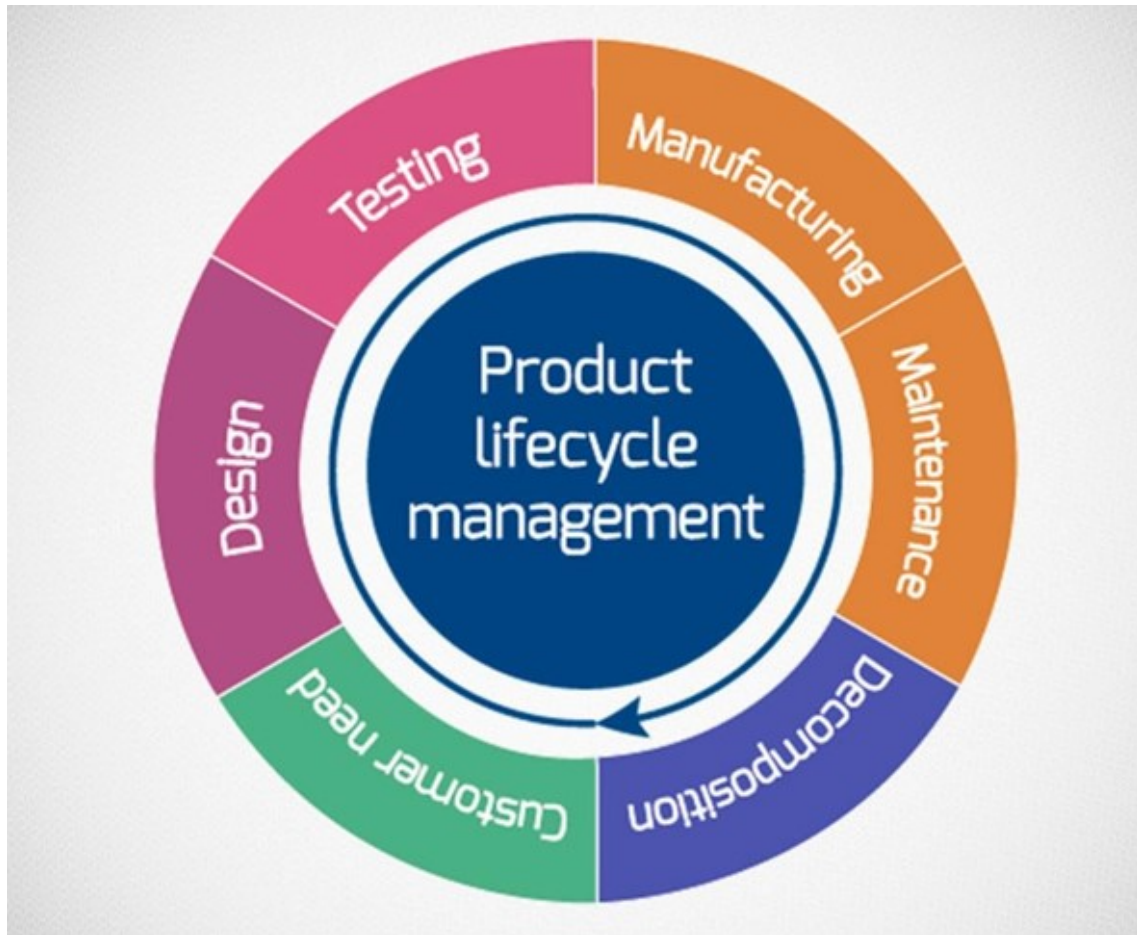 Testing
Manufacturing
Maintenance
Decomposition
Customer need
Design
Product
lifecycle
management